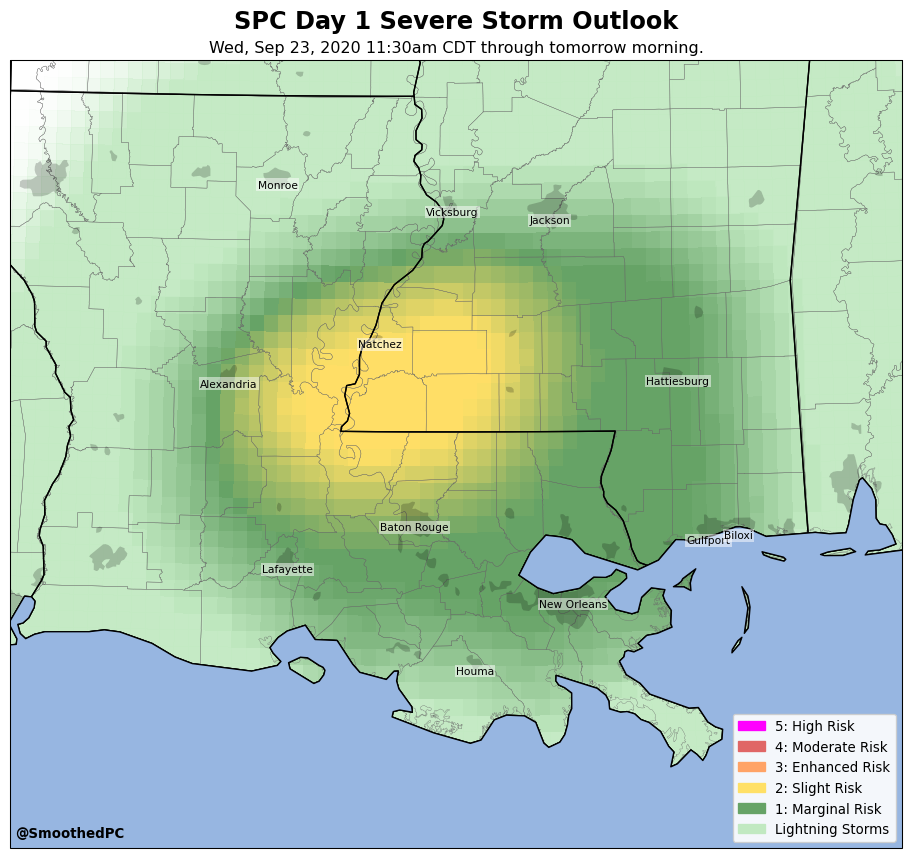 SPC Day 1 Severe Storm Outlook
Wed, Sep 23, 2020 11:30am CDT through tomorrow morning.
Monroe
Vicksburg
Jackson
Natchez
Alexandria
Hattiesburg
Baton Rouge
Gulfport
Biloxi
Lafayette
New Orleans
Houma
5: High Risk
4: Moderate Risk
3: Enhanced Risk
2: Slight Risk
1: Marginal Risk
Lightning Storms
@SmoothedPC